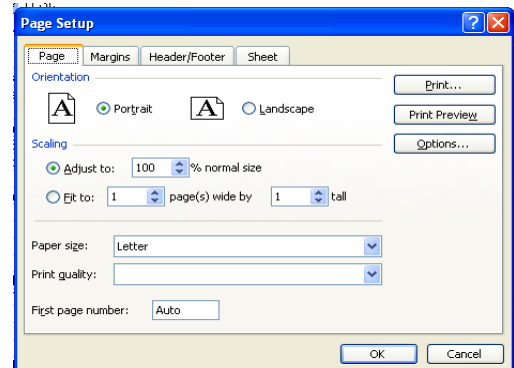 Page Setup
Page Margins Header/Footer Sheet
Orientation
A Portrait A Landscape
Print...
Print Preview
Scaling
Options...
Adjust to: 100 % normal size
Fit to: 1 page(s) wide by 1 tall
Paper size: Letter
Print quality:
First page number: Auto
OK Cancel